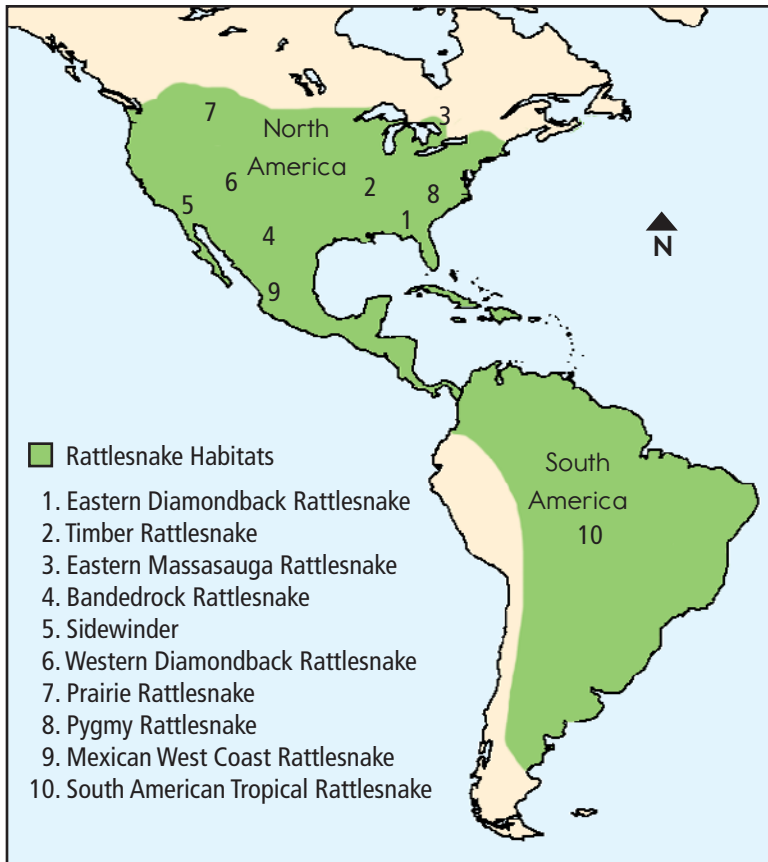 7
3
North
America
6
2
8
5
1
4
N
9
Rattlesnake Habitats
South
America
10
1. Eastern Diamondback Rattlesnake
2. Timber Rattlesnake
3. Eastern Massasauga Rattlesnake
4. Bandedrock Rattlesnake
5. Sidewinder
6. Western Diamondback Rattlesnake
7. Prairie Rattlesnake
8. Pygmy Rattlesnake
9. Mexican West Coast Rattlesnake
10. South American Tropical Rattlesnake